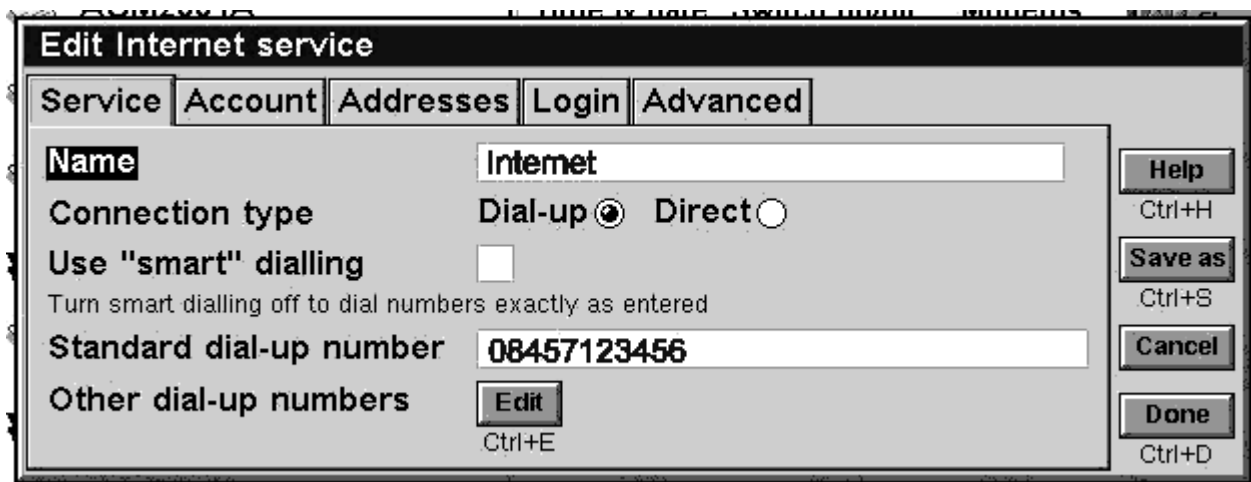 Edit Internet service
Service Account Addresses Login Advanced
Name Internet
Help
Ctrl+H
Connection type Dial-up Direct
Use "smart" dialling
Save as
Ctrl+S
Turn smart dialling off to dial numbers exactly as entered
Standard dial-up number 08457123456
Cancel
Other dial-up numbers Edit
Ctrl+E
Done
Ctrl+D